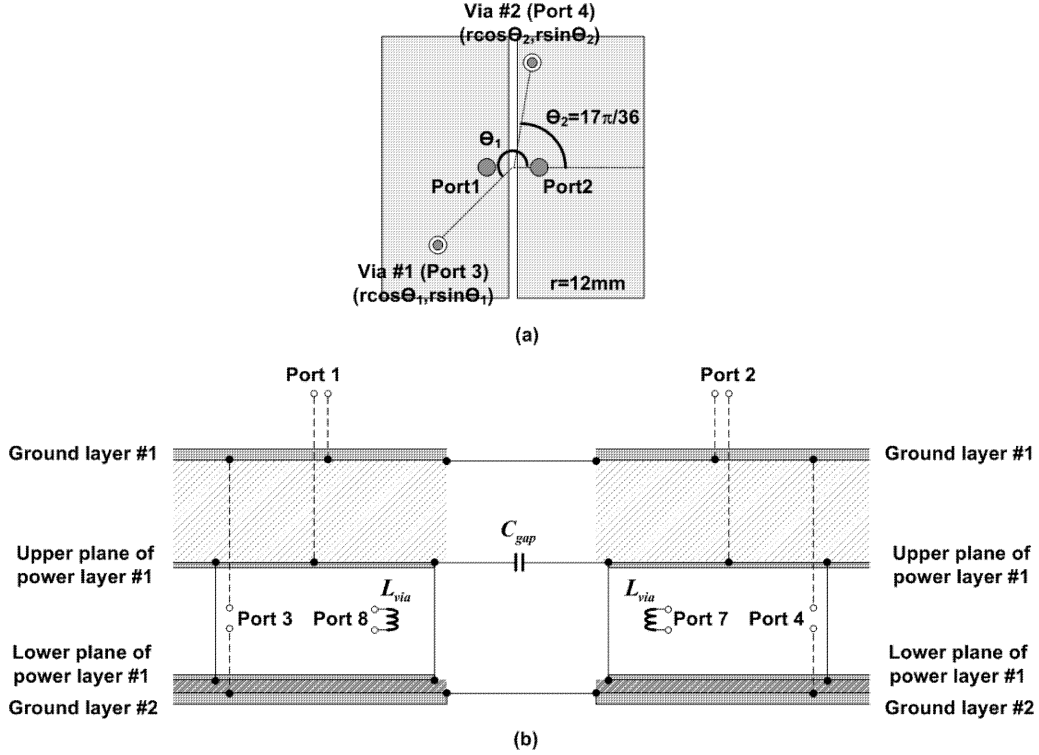 Via #2 (Port 4)
(rcosΘ₂,rsinΘ₂)
Θ₂=17π/36
Θ₁
Port1
Port2
Via #1 (Port 3)
(rcosΘ₁,rsinΘ₁)
r=12mm
(a)
Port 1
Port 2
Ground layer #1
Ground layer #1
C_gap
Upper plane of
power layer #1
Upper plane of
power layer #1
L_via
L_via
Port 3
Port 8
Port 7
Port 4
Lower plane of
power layer #1
Lower plane of
power layer #1
Ground layer #2
Ground layer #2
(b)